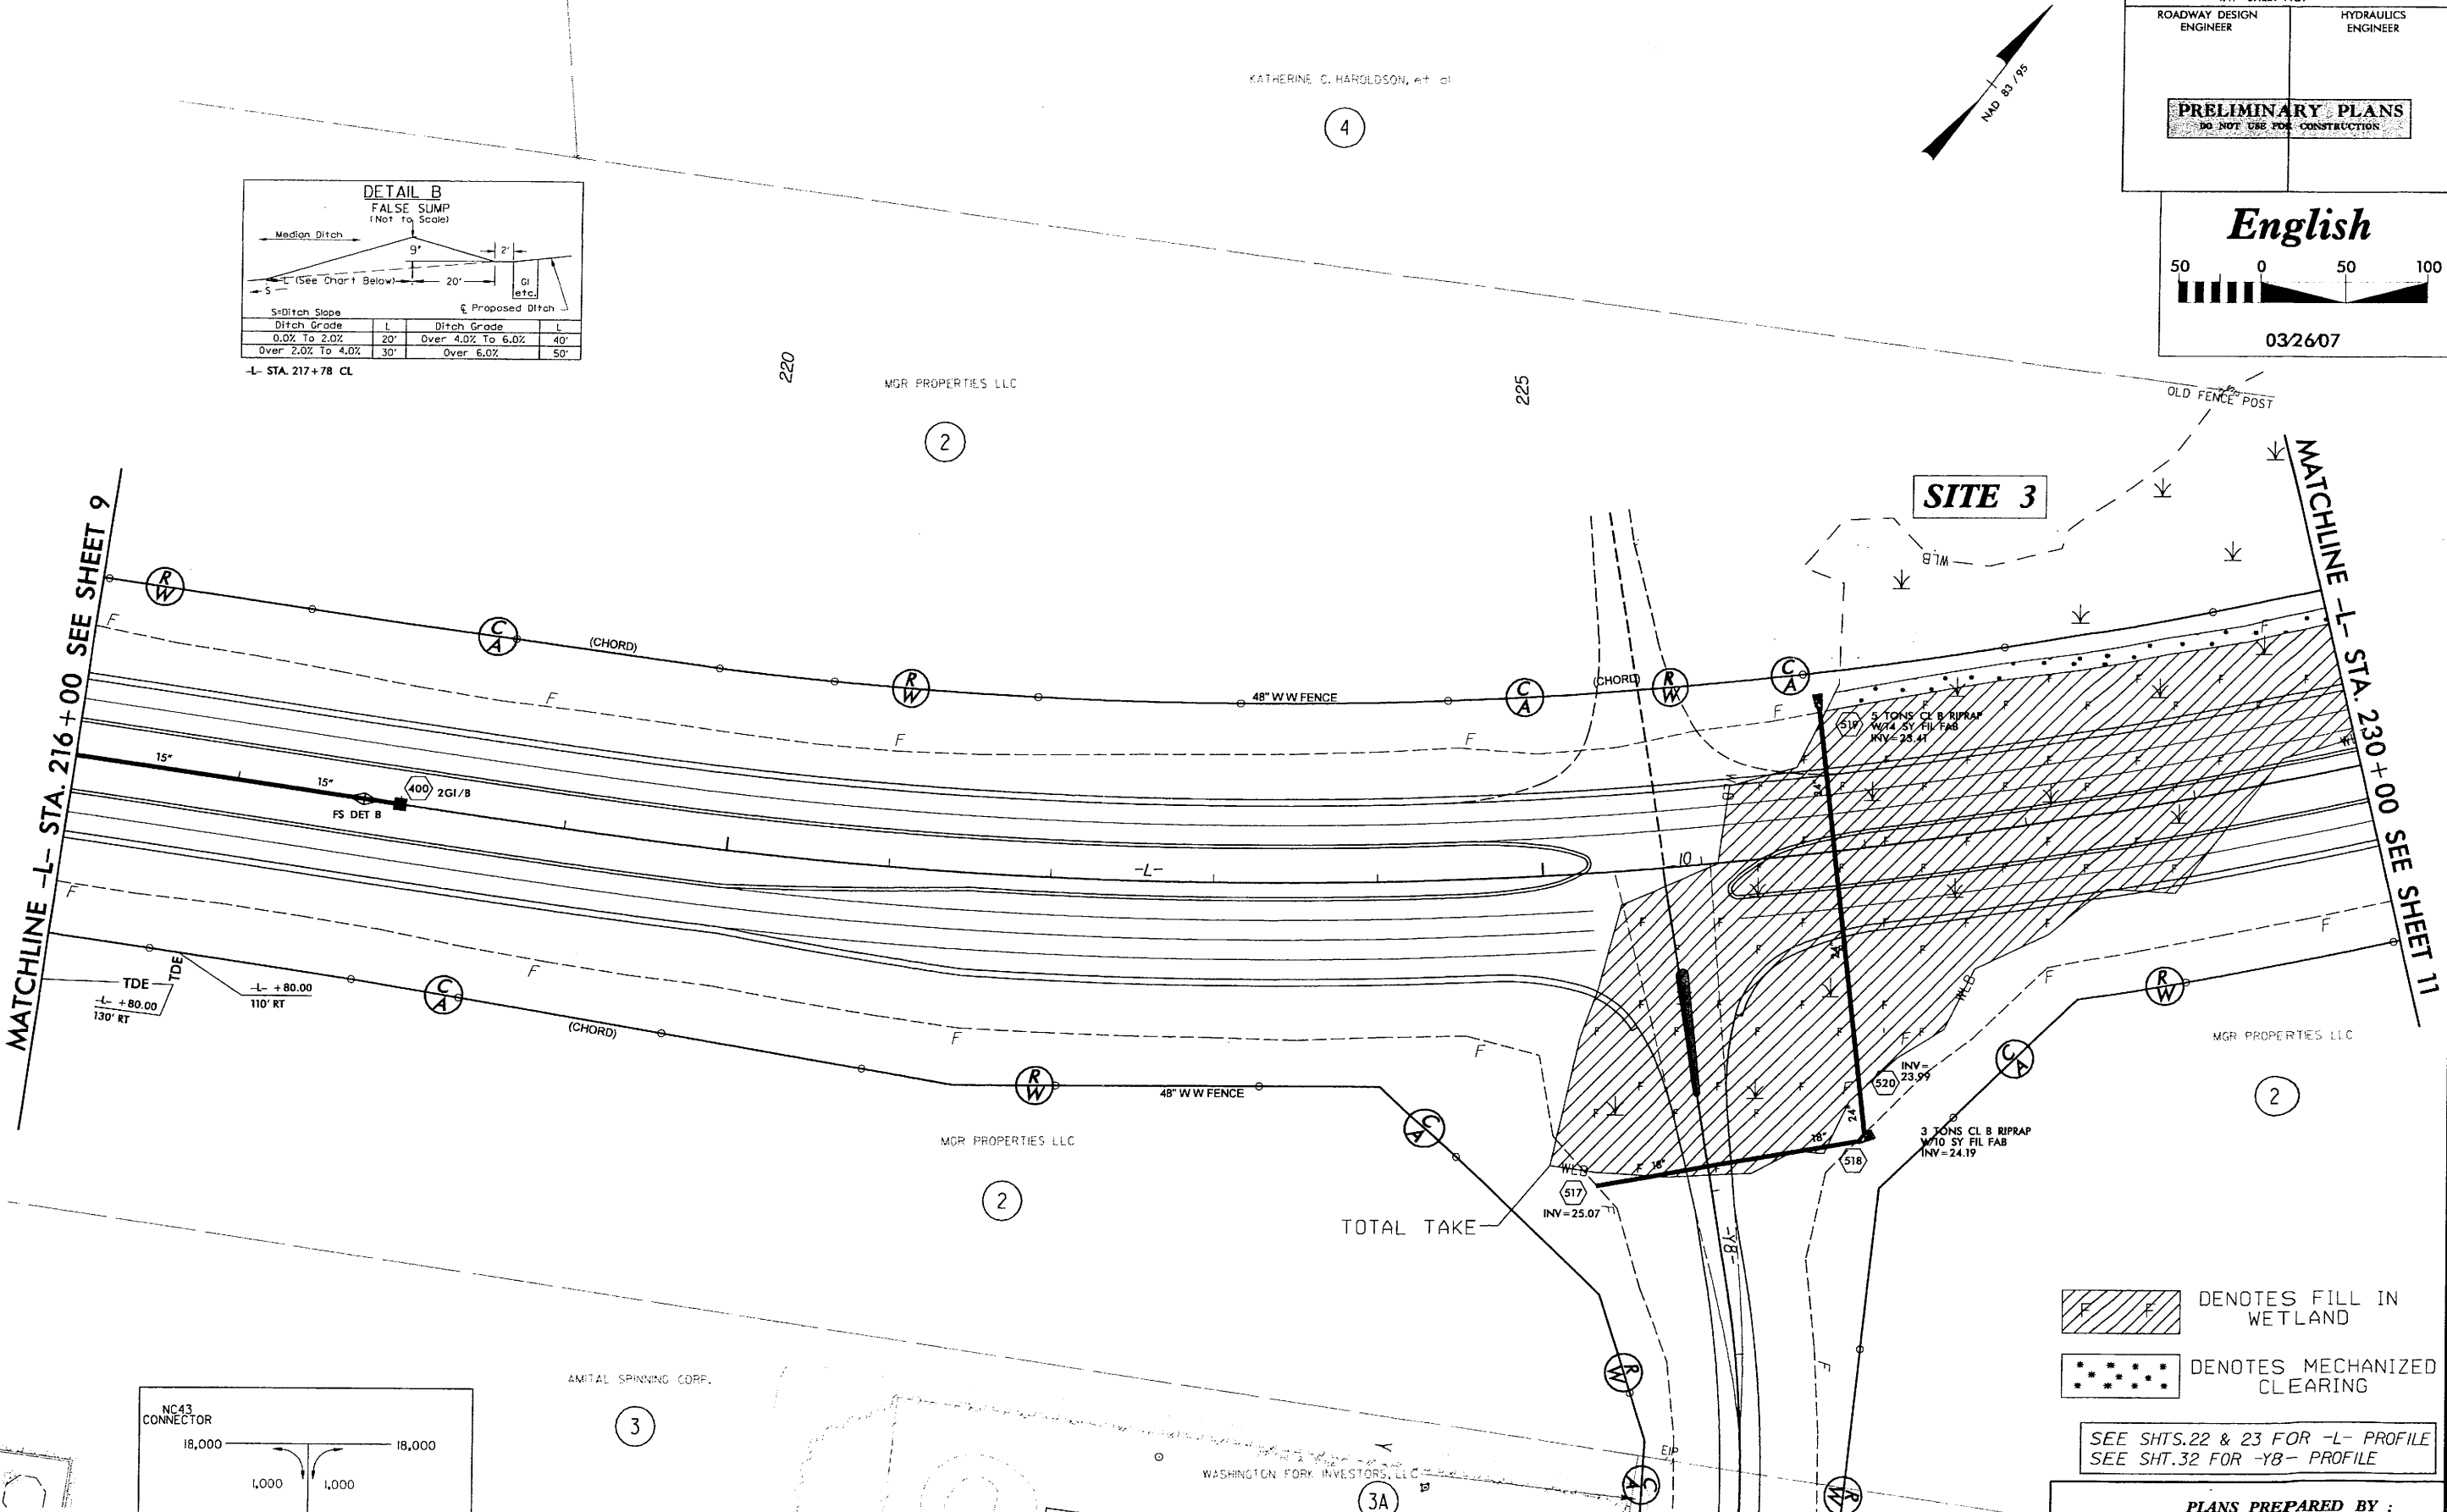 ROADWAY DESIGN
ENGINEER
HYDRAULICS
ENGINEER
PRELIMINARY PLANS
DO NOT USE FOR CONSTRUCTION
English
50 0 50 100
03/26/07
NAD 83/95
KATHERINE C. HAROLDSON, et al
4
DETAIL B
FALSE SUMP
(Not to Scale)
Median Ditch
9"
2'
L (See Chart Below)
20'
GI
etc.
S
S=Ditch Slope
℄ Proposed Ditch
Ditch Grade L Ditch Grade L
0.0% To 2.0% 20' Over 4.0% To 6.0% 40'
Over 2.0% To 4.0% 30' Over 6.0% 50'
-L- STA. 217+78 CL
220
MGR PROPERTIES LLC
2
225
OLD FENCE POST
SITE 3
WLB
MATCHLINE -L- STA. 216+00 SEE SHEET 9
MATCHLINE -L- STA. 230+00 SEE SHEET 11
R/W
C/A
(CHORD)
R/W
48" W W FENCE
C/A
(CHORD)
R/W
C/A
F
F
F
F
F
519
5 TONS CL B RIPRAP
W/14 SY FIL FAB
INV=23.41
15"
15"
400
2GI/B
FS DET B
-L-
10
24"
24"
24"
F
F
F
F
TDE
TDE
-L- +80.00
130' RT
-L- +80.00
110' RT
C/A
(CHORD)
R/W
48" W W FENCE
C/A
MGR PROPERTIES LLC
2
WLB
F
F
R/W
C/A
MGR PROPERTIES LLC
2
INV=
23.99
520
3 TONS CL B RIPRAP
W/10 SY FIL FAB
INV=24.19
518
18"
18"
WLB
517
INV=25.07
F
TOTAL TAKE
-Y8-
F
DENOTES FILL IN
WETLAND
DENOTES MECHANIZED
CLEARING
SEE SHTS.22 & 23 FOR -L- PROFILE
SEE SHT.32 FOR -Y8- PROFILE
PLANS PREPARED BY :
AMITAL SPINNING CORP.
3
NC43
CONNECTOR
18,000 18,000
1,000 1,000
WASHINGTON FORK INVESTORS, LLC
3A
EIP
R/W
C/A
R/W